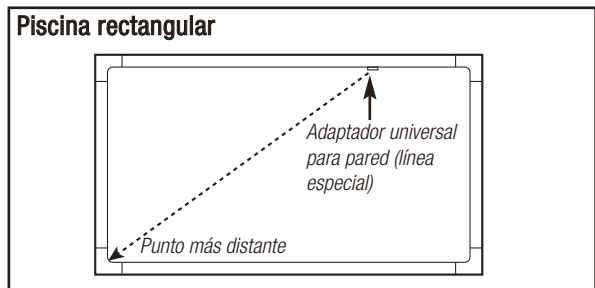 Piscina rectangular
Adaptador universal
para pared (línea
especial)
Punto más distante